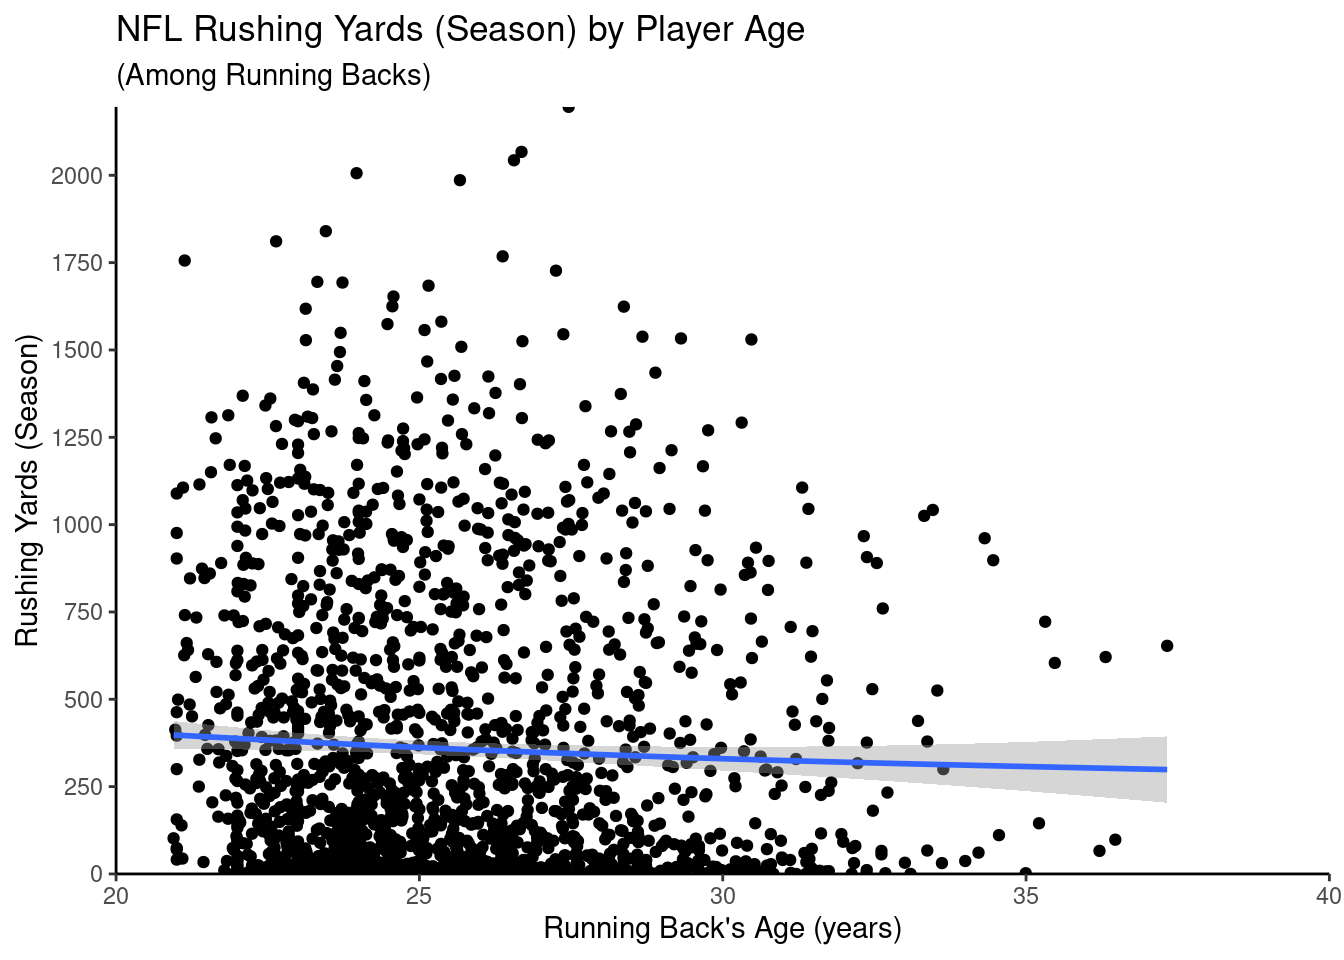 NFL Rushing Yards (Season) by Player Age
(Among Running Backs)
Rushing Yards (Season)
2000
1750
1500
1250
1000
750
500
250
0
20 25 30 35 40
Running Back's Age (years)